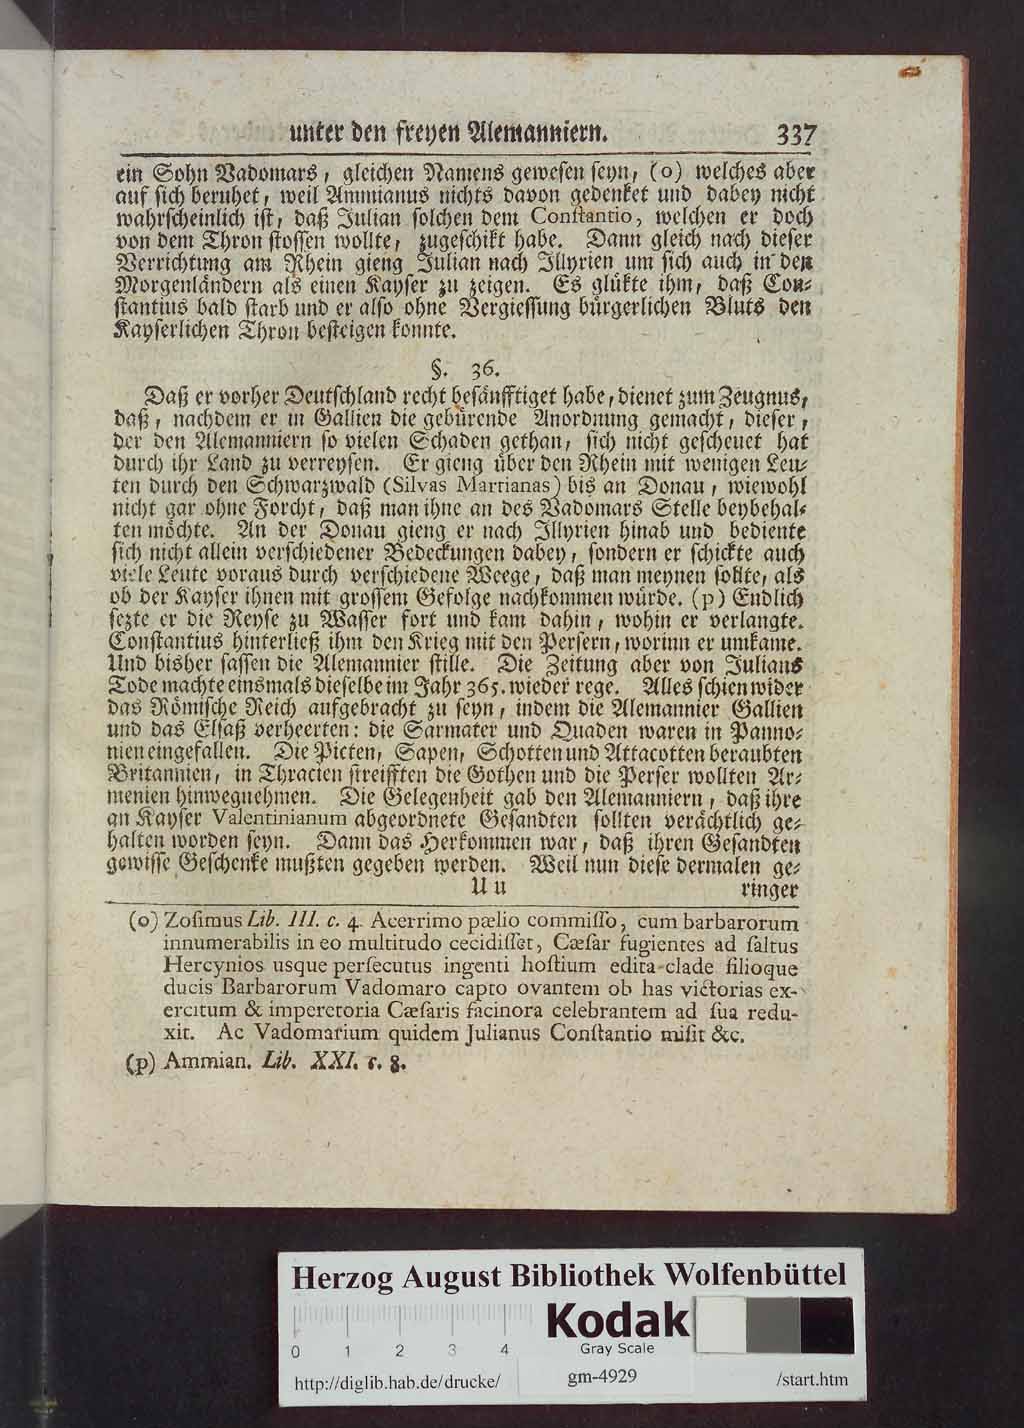 unter den freyen Alemanniern. 337
ein Sohn Vadomars, gleichen Namens gewesen seyn, (o) welches aber
auf sich beruhet, weil Ammianus nichts davon gedenket und dabey nicht
wahrscheinlich ist, daß Julian solchen dem Constantio, welchen er doch
von dem Thron stossen wollte, zugeschikt habe. Dann gleich nach dieser
Verrichtung am Rhein gieng Julian nach Illyrien um sich auch in den
Morgenländern als einen Kayser zu zeigen. Es glükte ihm, daß Con-
stantius bald starb und er also ohne Vergiessung bürgerlichen Bluts den
Kayserlichen Thron besteigen konnte.
§. 36.
Daß er vorher Deutschland recht besänfftiget habe, dienet zum Zeugnus,
daß, nachdem er in Gallien die gebürende Anordnung gemacht, dieser,
der den Alemanniern so vielen Schaden gethan, sich nicht gescheuet hat
durch ihr Land zu verreysen. Er gieng über den Rhein mit wenigen Leu-
ten durch den Schwarzwald (Silvas Martianas) bis an Donau, wiewohl
nicht gar ohne Forcht, daß man ihne an des Vadomars Stelle beybehal-
ten möchte. An der Donau gieng er nach Illyrien hinab und bediente
sich nicht allein verschiedener Bedeckungen dabey, sondern er schickte auch
viele Leute voraus durch verschiedene Weege, daß man meynen sollte, als
ob der Kayser ihnen mit grossem Gefolge nachkommen würde. (p) Endlich
sezte er die Reyse zu Wasser fort und kam dahin, wohin er verlangte.
Constantius hinterließ ihm den Krieg mit den Persern, worinn er umkame.
Und bisher sassen die Alemannier stille. Die Zeitung aber von Julians
Tode machte einsmals dieselbe im Jahr 365. wieder rege. Alles schien wider
das Römische Reich aufgebracht zu seyn, indem die Alemannier Gallien
und das Elsaß verheerten: die Sarmater und Quaden waren in Panno-
nien eingefallen. Die Picten, Saxen, Schotten und Attacotten beraubten
Britannien, in Thracien streifften die Gothen und die Perser wollten Ar-
menien hinwegnehmen. Die Gelegenheit gab den Alemanniern, daß ihre
an Kayser Valentinianum abgeordnete Gesandten sollten verächtlich ge-
halten worden seyn. Dann das Herkommen war, daß ihren Gesandten
gewisse Geschenke mußten gegeben werden. Weil nun diese dermalen ge-
U u ringer
(o) Zosimus Lib. III. c. 4. Acerrimo pælio commisso, cum barbarorum
innumerabilis in eo multitudo cecidisset, Cæsar fugientes ad saltus
Hercynios usque persecutus ingenti hostium edita clade filioque
ducis Barbarorum Vadomaro capto ovantem ob has victorias ex-
ercitum & imperetoria Cæsaris facinora celebrantem ad sua redu-
xit. Ac Vadomarium quidem Julianus Constantio misit &c.
(p) Ammian. Lib. XXI. c. 8.
Herzog August Bibliothek Wolfenbüttel
0 1 2 3 4
Kodak
Gray Scale
http://diglib.hab.de/drucke/ gm-4929 /start.htm